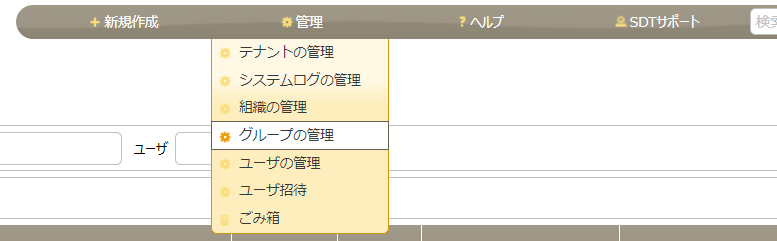 新規作成 管理 ヘルプ SDTサポート 検索
テナントの管理
システムログの管理
組織の管理
グループの管理
ユーザ
ユーザの管理
ユーザ招待
ごみ箱